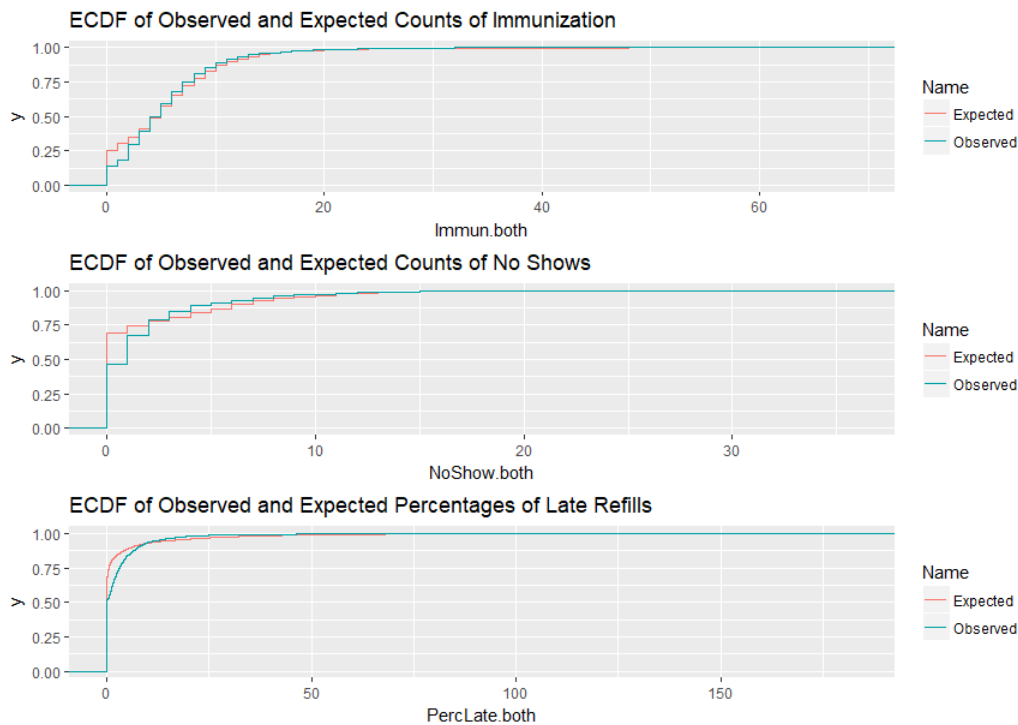 ECDF of Observed and Expected Counts of Immunization
1.00
0.75
0.50
0.25
0.00
y
0
20
40
60
Immun.both
Name
Expected
Observed
ECDF of Observed and Expected Counts of No Shows
1.00
0.75
0.50
0.25
0.00
y
0
10
20
30
NoShow.both
Name
Expected
Observed
ECDF of Observed and Expected Percentages of Late Refills
1.00
0.75
0.50
0.25
0.00
y
0
50
100
150
PercLate.both
Name
Expected
Observed